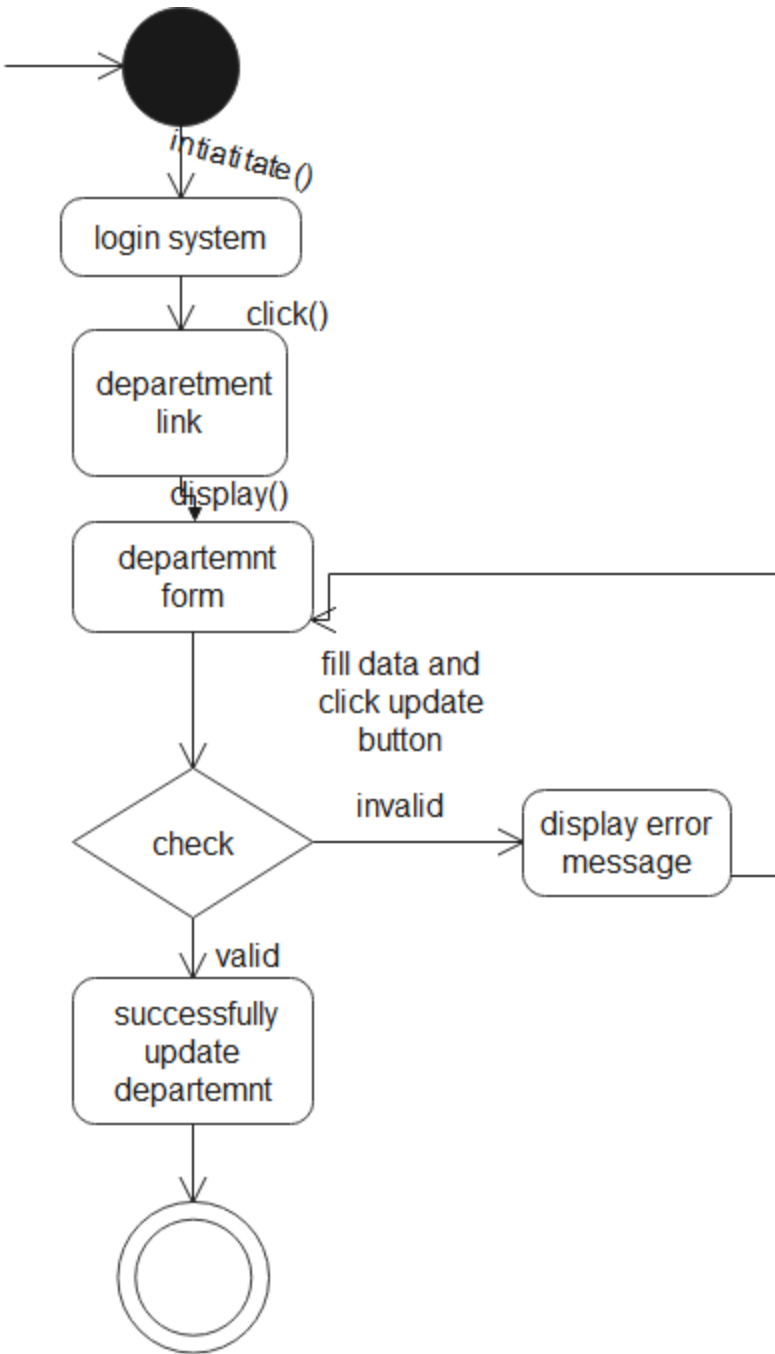 intiatitate()
login system
click()
deparetment
link
display()
departemnt
form
fill data and
click update
button
invalid
check
display error
message
valid
successfully
update
departemnt